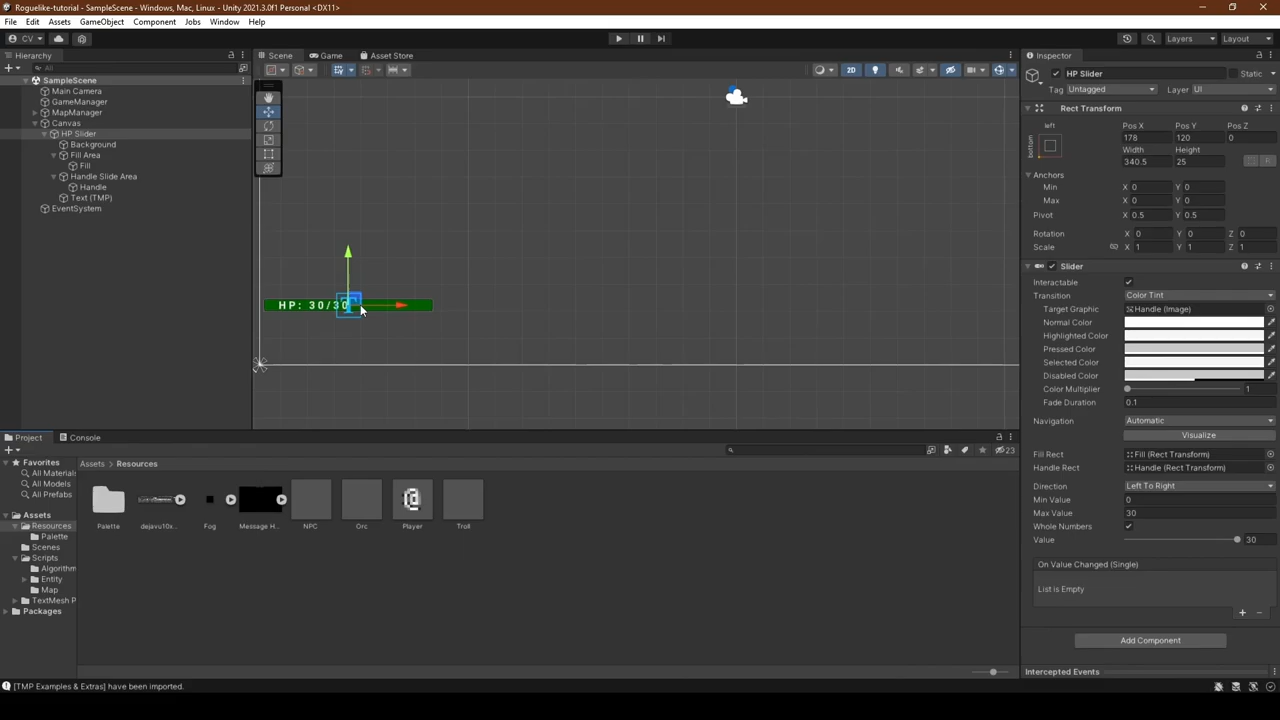 Roguelike-tutorial - SampleScene - Windows, Mac, Linux - Unity 2021.3.0f1 Personal <DX11>
File Edit Assets GameObject Component Jobs Window Help
CV Layers Layout
Hierarchy Scene Game Asset Store Inspector
All
SampleScene
Main Camera
GameManager
MapManager
Canvas
HP Slider
Background
Fill Area
Fill
Handle Slide Area
Handle
Text (TMP)
EventSystem
2D
HP: 30/30
HP Slider Static
Tag Untagged Layer UI
Rect Transform
left
bottom
Pos X Pos Y Pos Z
178 120 0
Width Height
340.5 25
R
Anchors
Min X 0 Y 0
Max X 0 Y 0
Pivot X 0.5 Y 0.5
Rotation X 0 Y 0 Z 0
Scale X 1 Y 1 Z 1
Slider
Interactable
Transition Color Tint
Target Graphic Handle (Image)
Normal Color
Highlighted Color
Pressed Color
Selected Color
Disabled Color
Color Multiplier 1
Fade Duration 0.1
Navigation Automatic
Visualize
Fill Rect Fill (Rect Transform)
Handle Rect Handle (Rect Transform)
Direction Left To Right
Min Value 0
Max Value 30
Whole Numbers
Value 30
On Value Changed (Single)
List is Empty
Add Component
Intercepted Events
Project Console
23
Favorites
All Materials
All Models
All Prefabs
Assets
Resources
Palette
Scenes
Scripts
Algorithm
Entity
Map
TextMesh P
Packages
Assets > Resources
Palette dejavu10x... Fog Message H... NPC Orc Player Troll
[TMP Examples & Extras] have been imported.